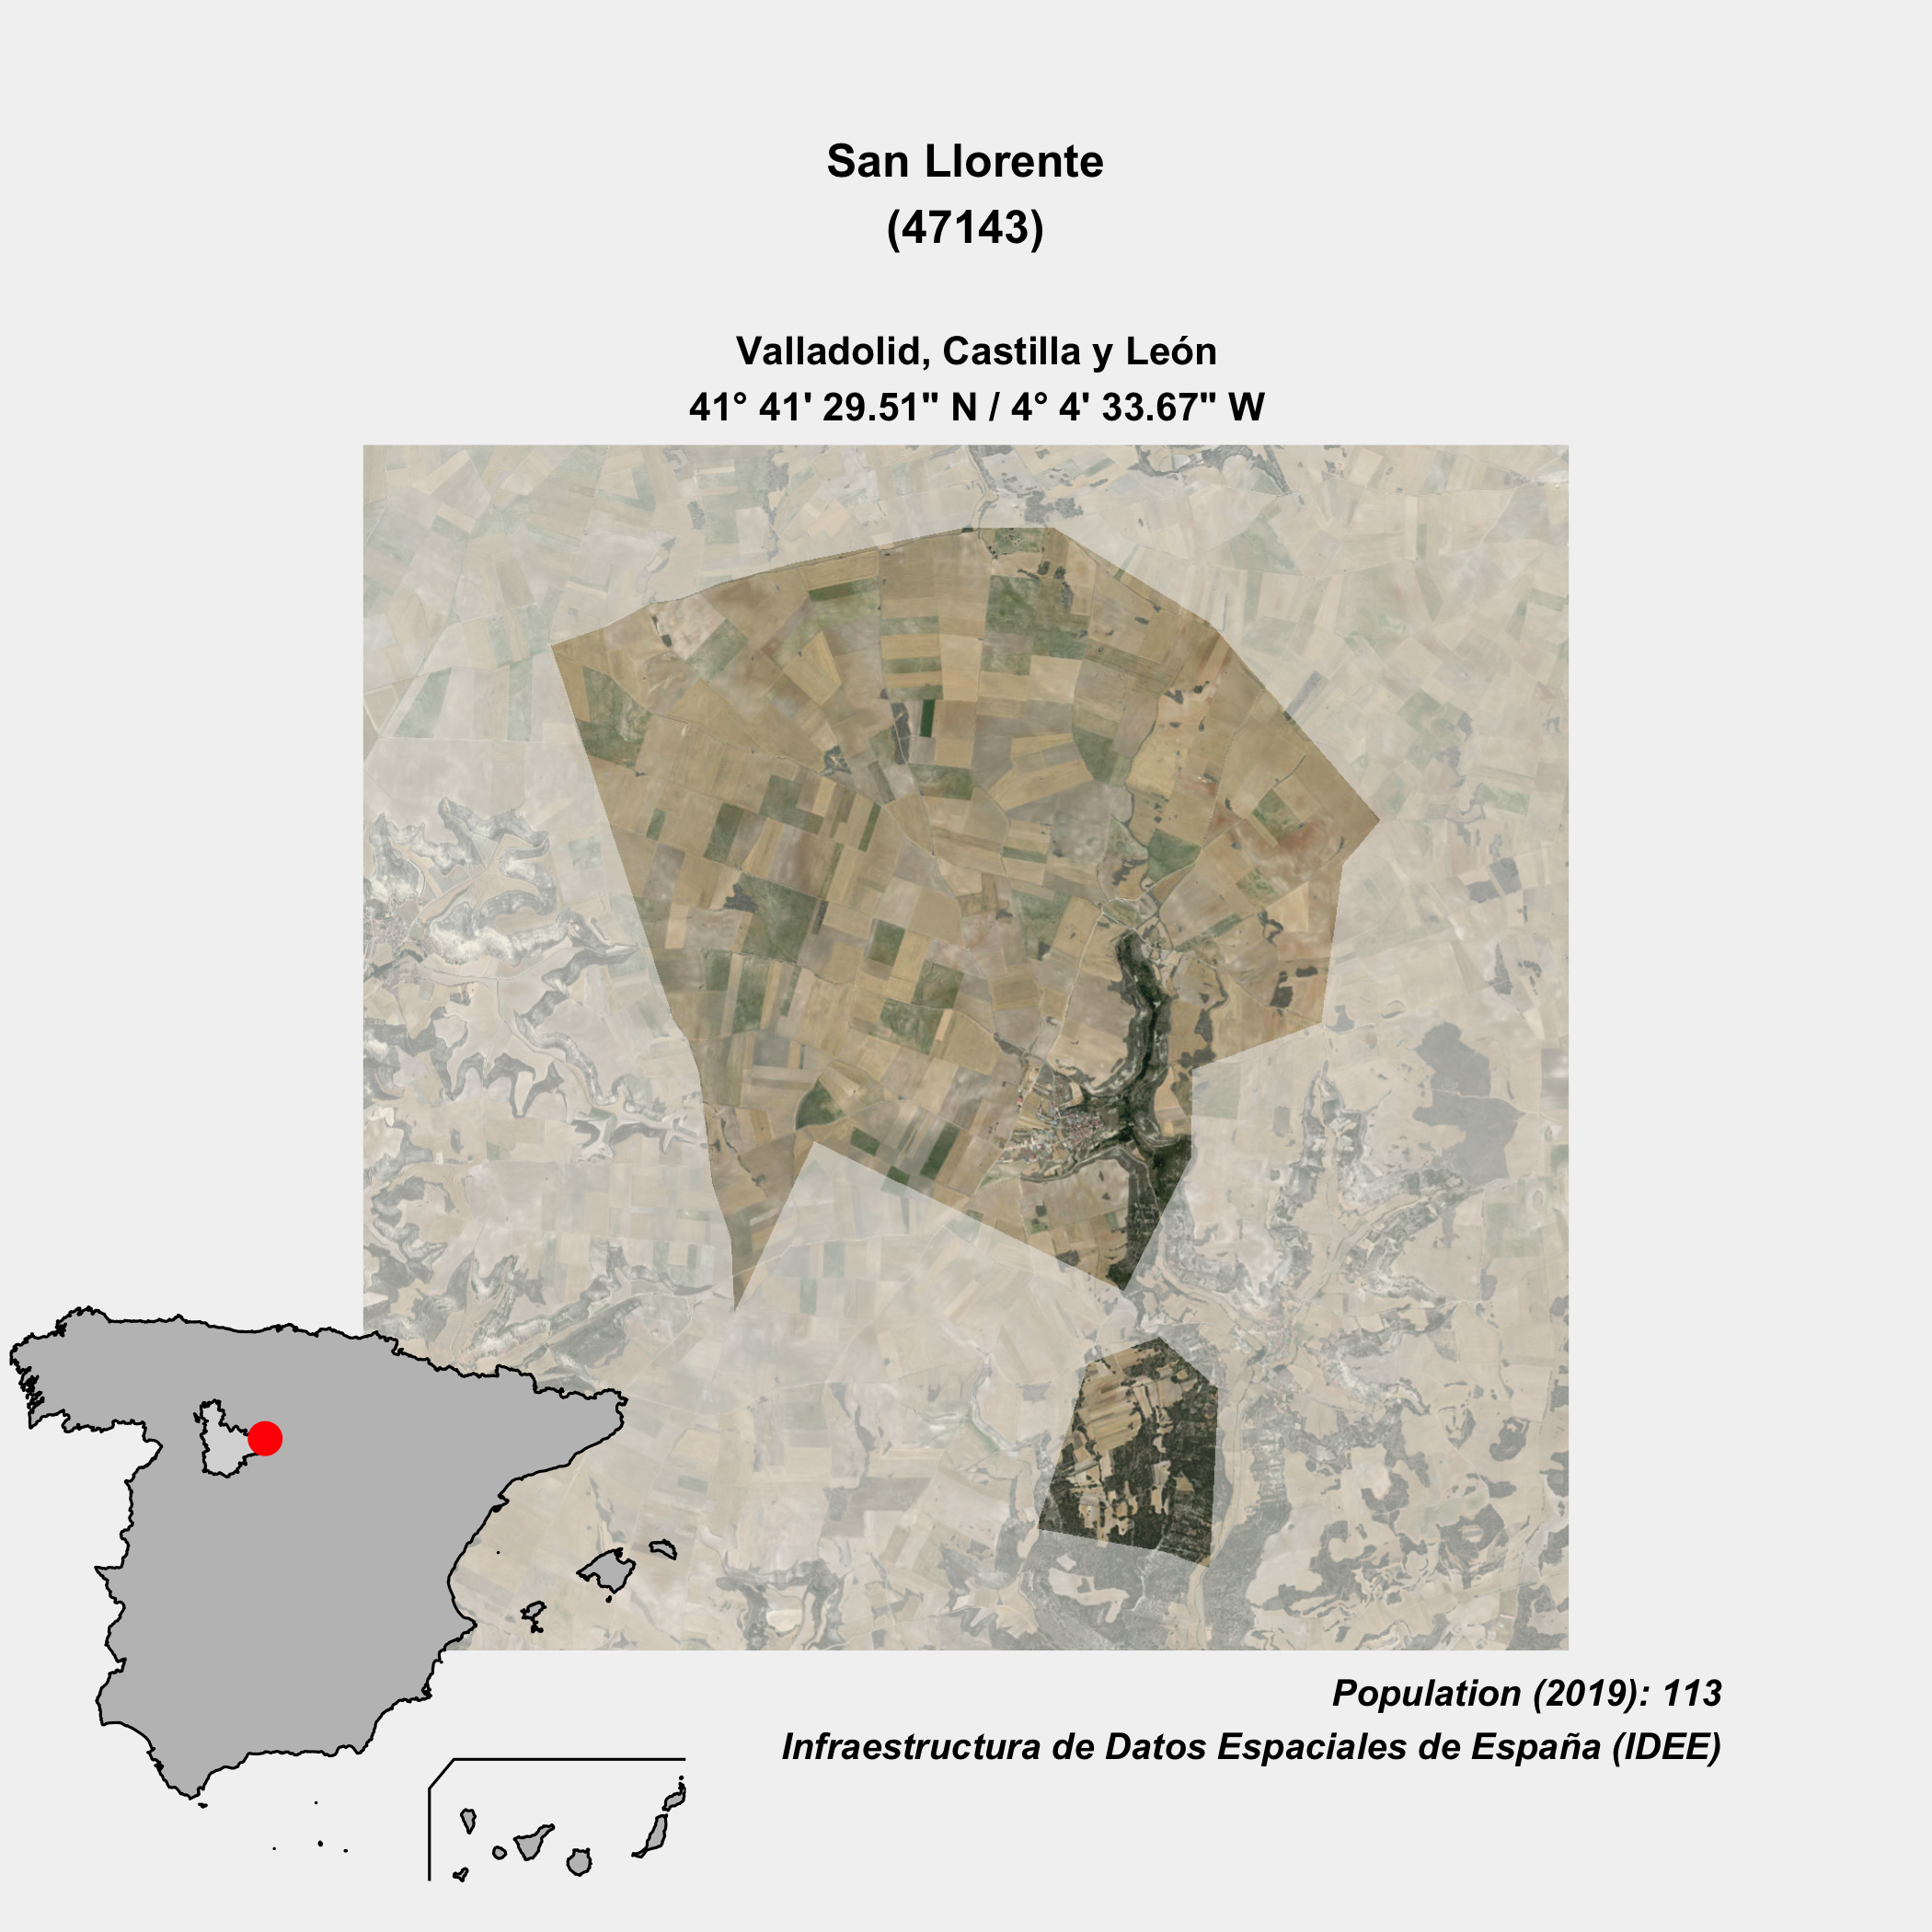 San Llorente
(47143)
Valladolid, Castilla y León
41° 41' 29.51" N / 4° 4' 33.67" W
Population (2019): 113
Infraestructura de Datos Espaciales de España (IDEE)